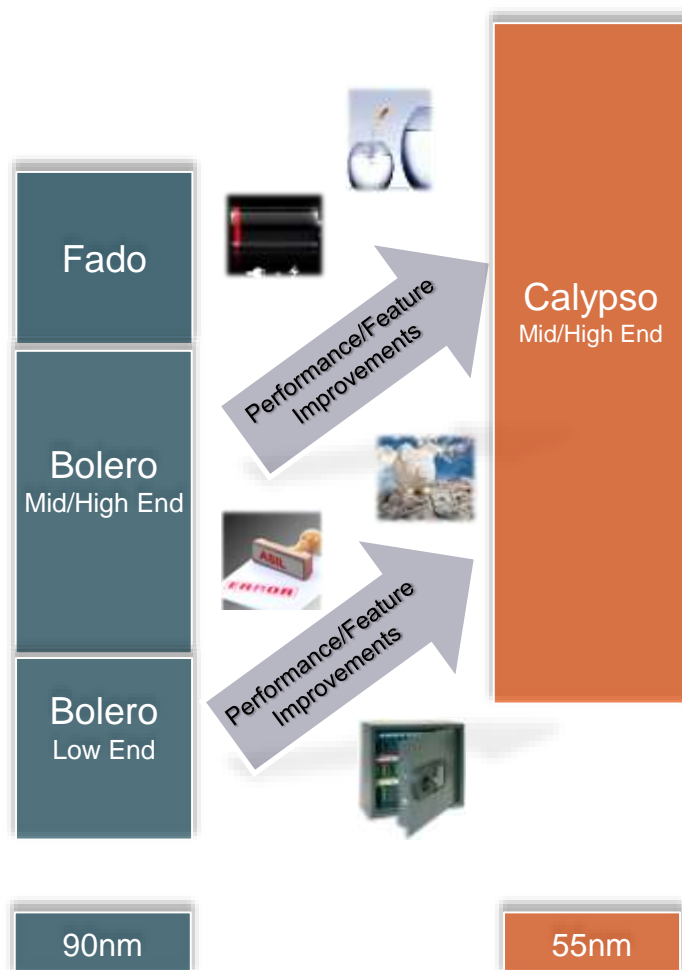 Fado
Calypso
Mid/High End
Performance/Feature
Improvements
Bolero
Mid/High End
ASIL
ERROR
Performance/Feature
Improvements
Bolero
Low End
90nm
55nm